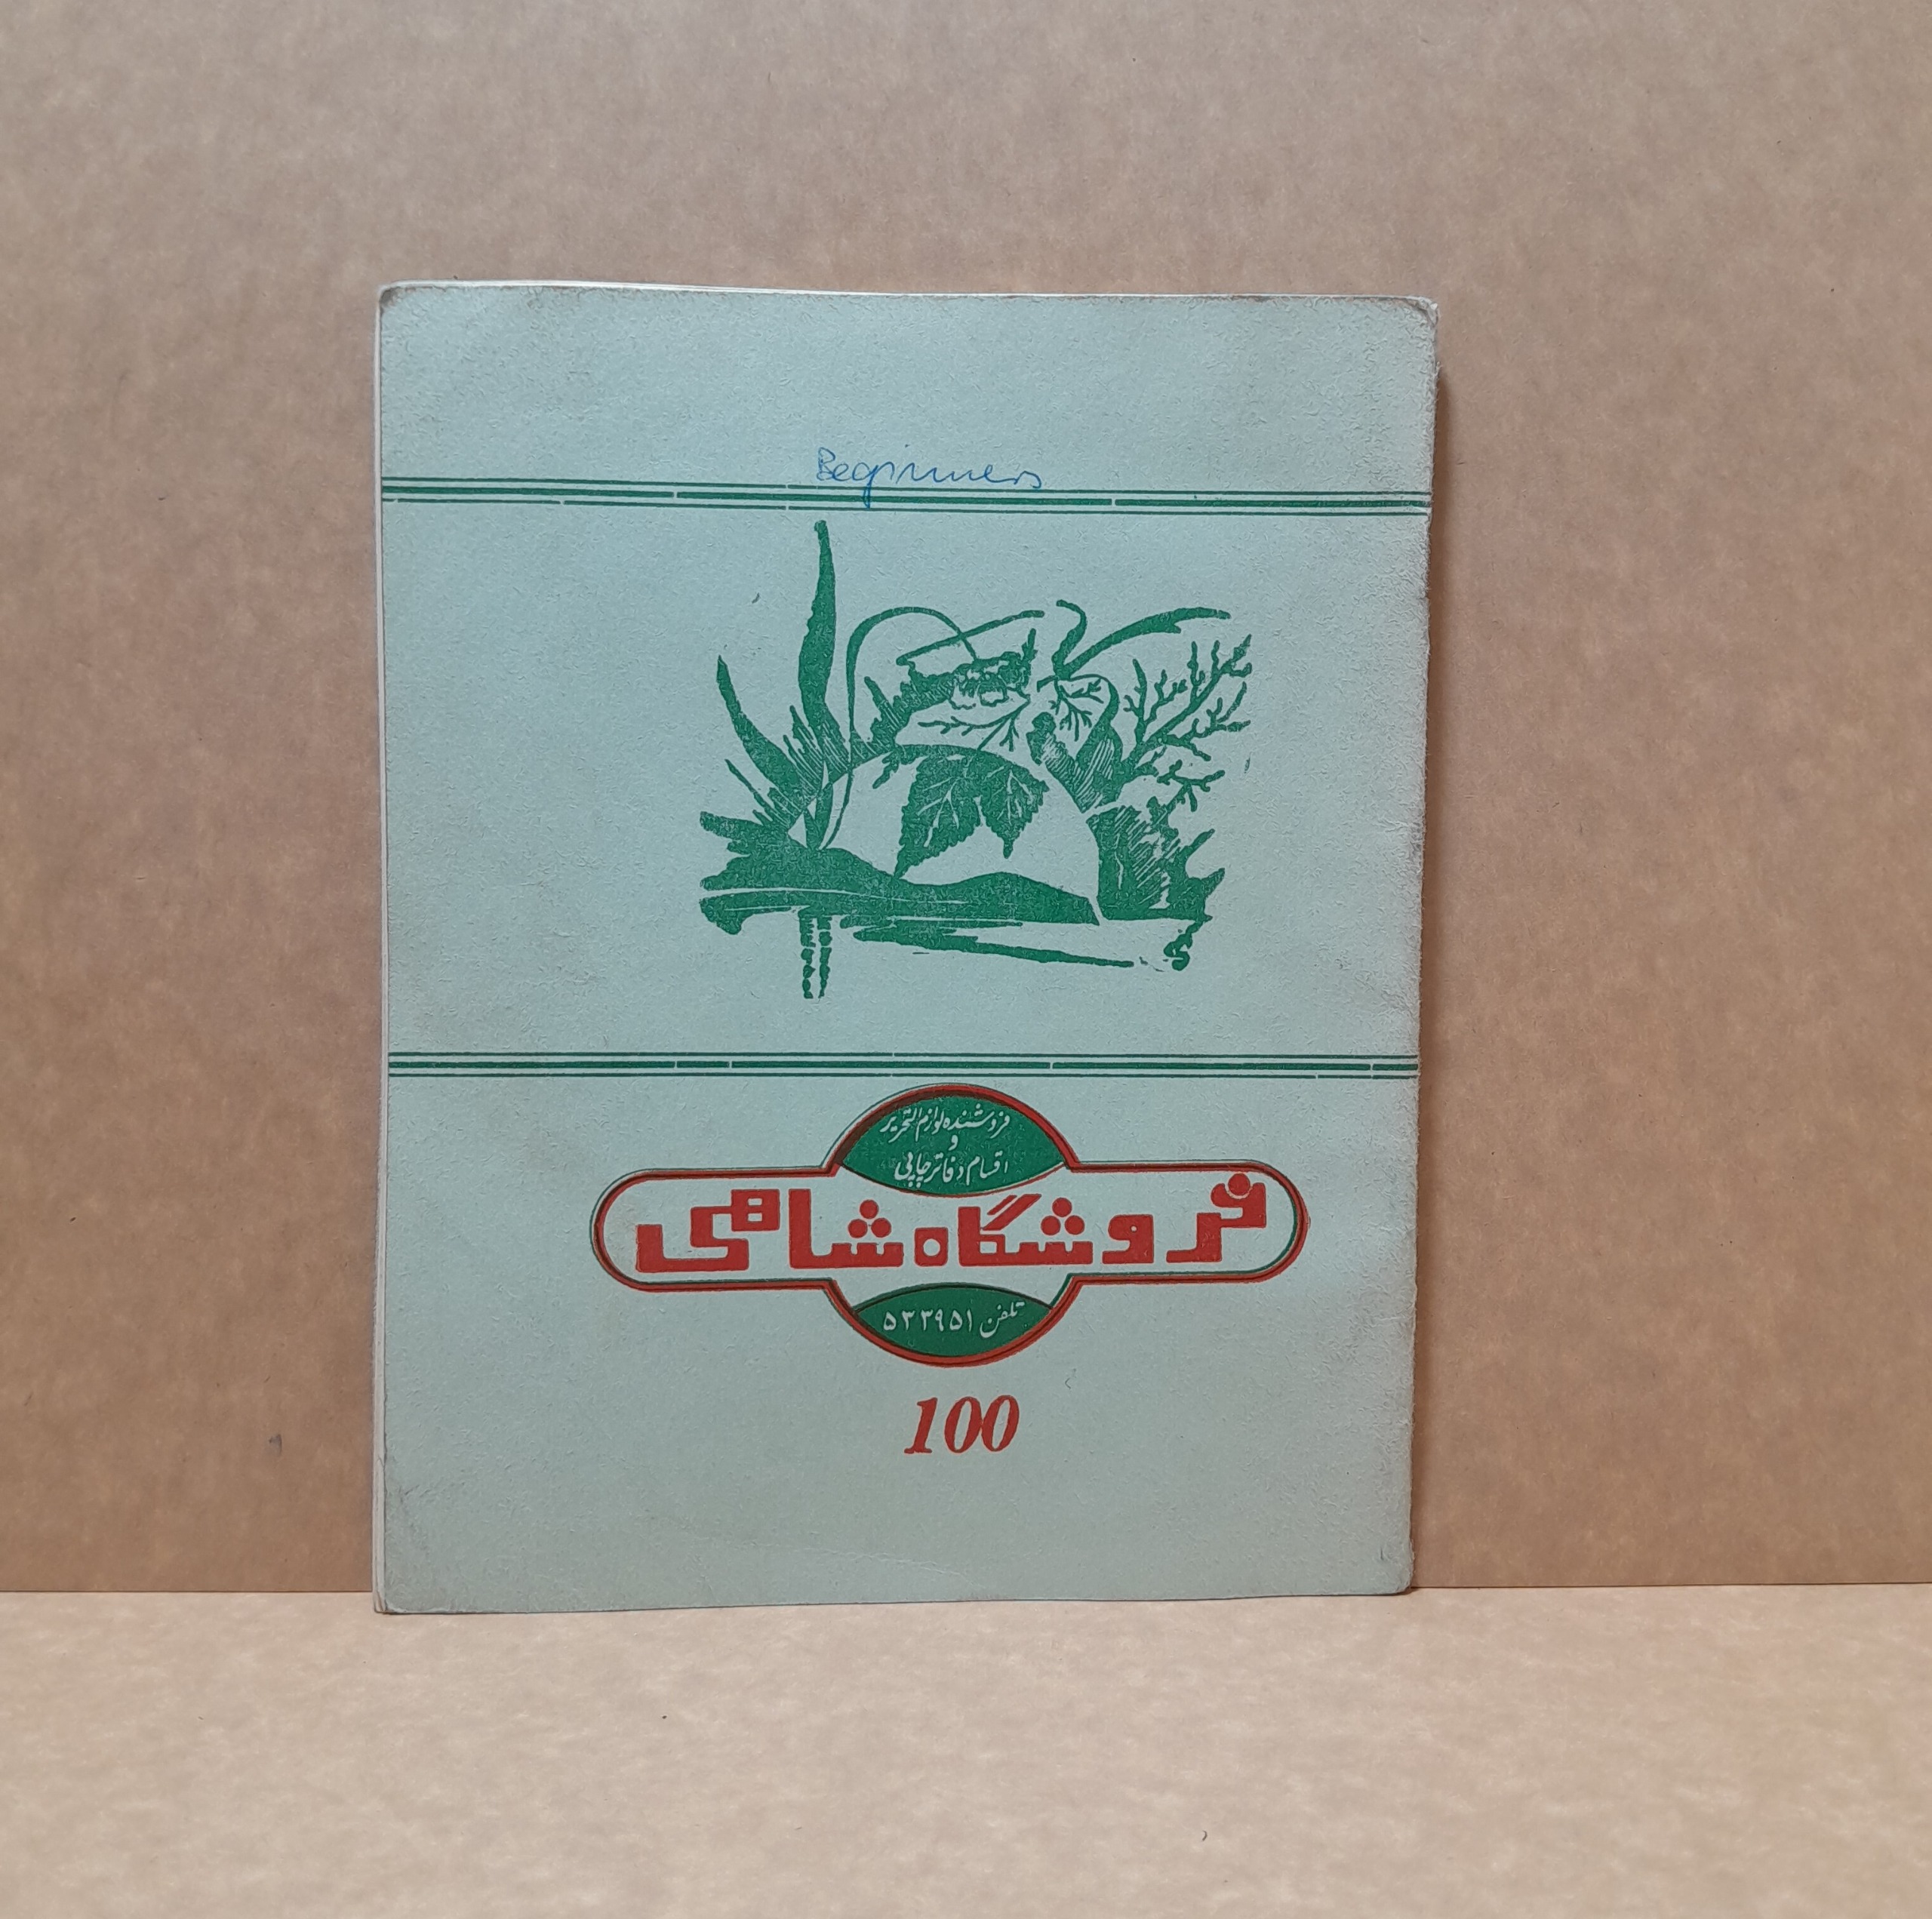 Beginners
فروشنده لوازم التحریر
و
اقسام دفاتر چاپی
فروشگاه شاهی
تلفن ۵۳۳۹۵۱
100